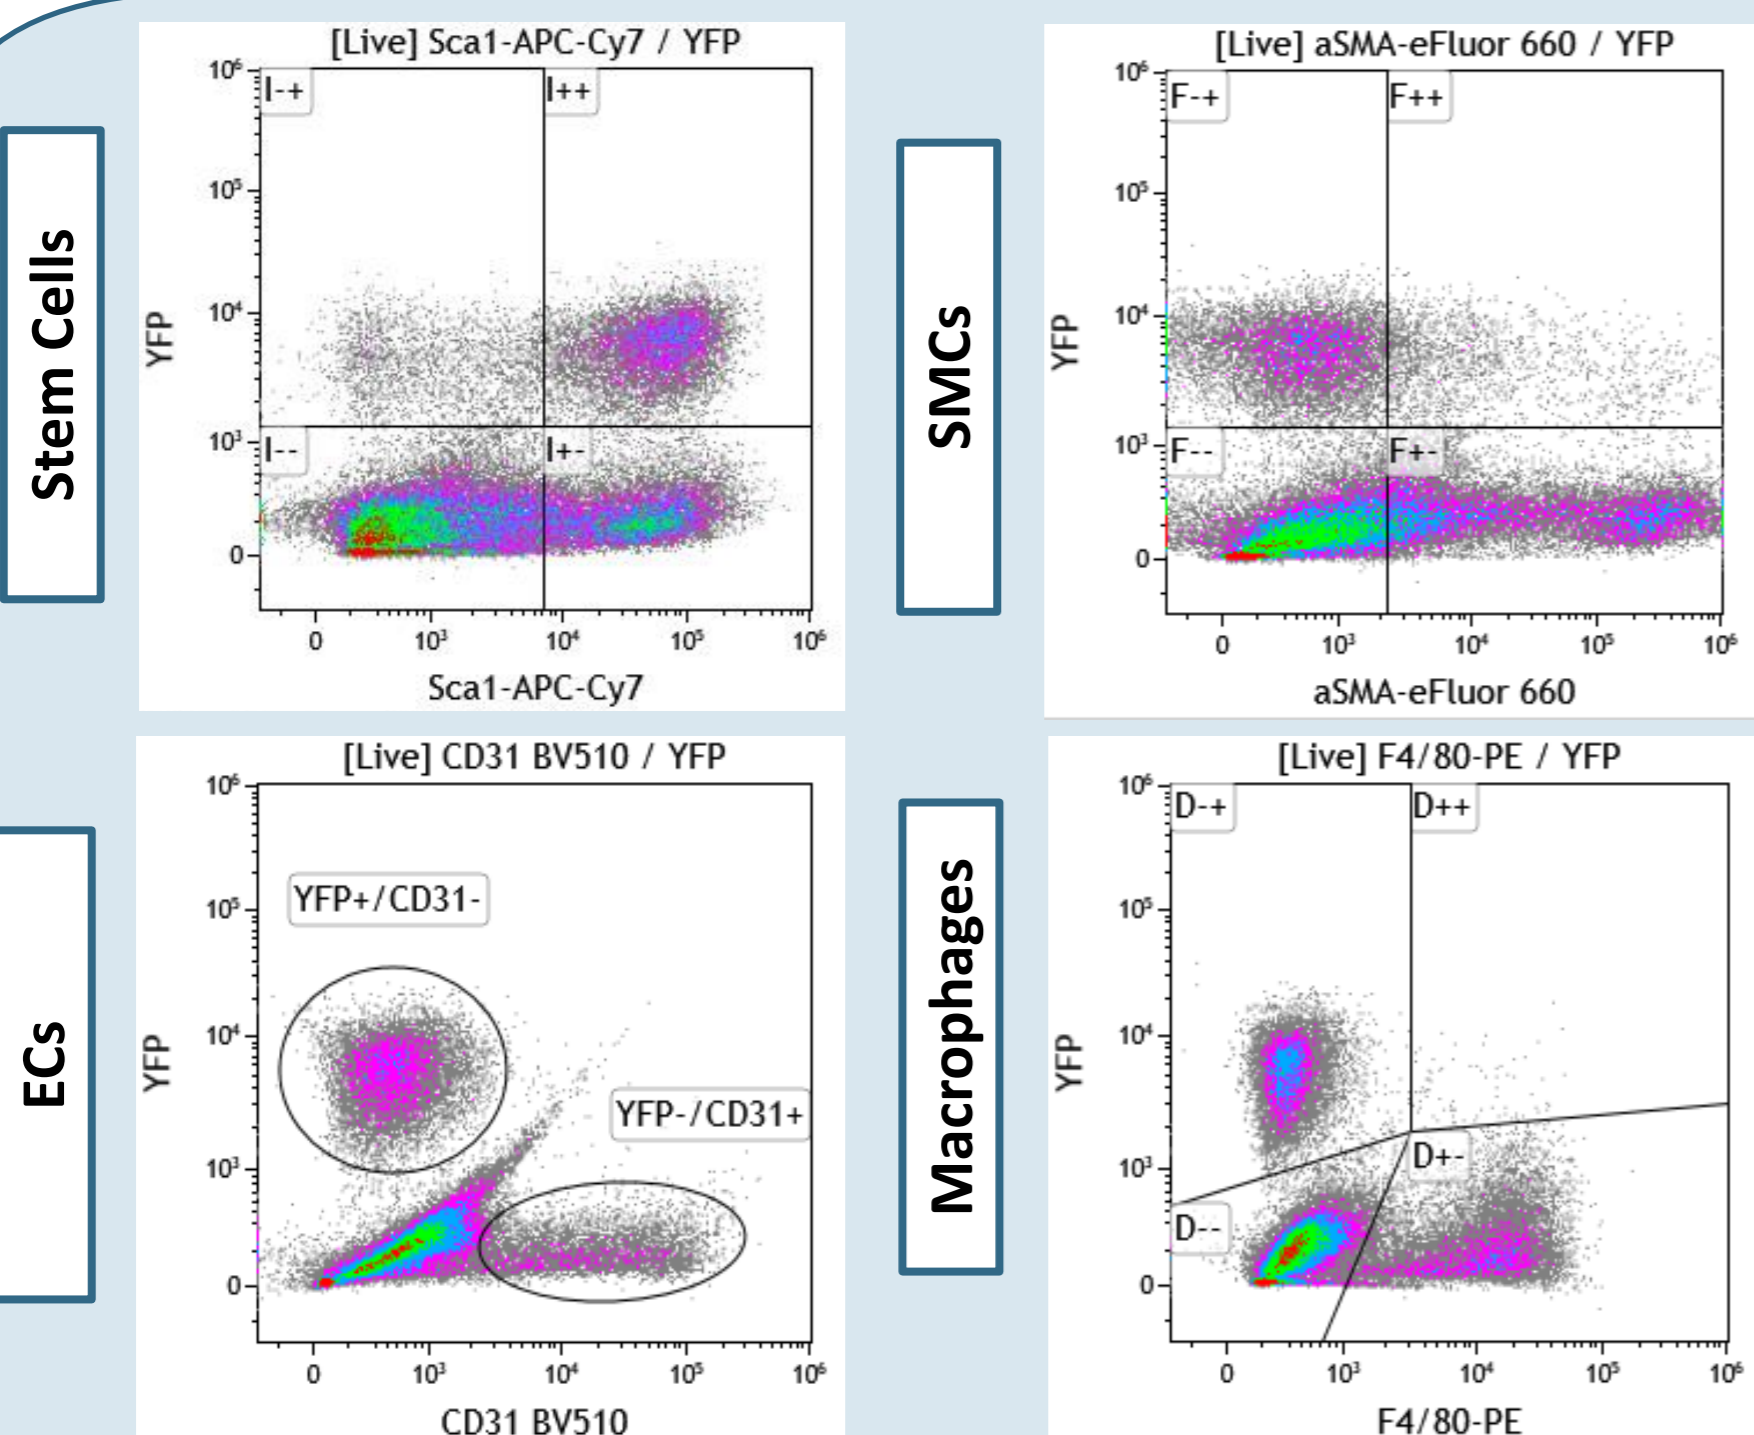 Stem Cells
[Live] Sca1-APC-Cy7 / YFP
I-+
I++
I--
I+-
YFP
10⁶
10⁵
10⁴
10³
0
0
10³
10⁴
10⁵
10⁶
Sca1-APC-Cy7
SMCs
[Live] aSMA-eFluor 660 / YFP
F-+
F++
F--
F+-
YFP
10⁶
10⁵
10⁴
10³
0
0
10³
10⁴
10⁵
10⁶
aSMA-eFluor 660
ECs
[Live] CD31 BV510 / YFP
YFP+/CD31-
YFP-/CD31+
YFP
10⁶
10⁵
10⁴
10³
0
0
10³
10⁴
10⁵
10⁶
CD31 BV510
Macrophages
[Live] F4/80-PE / YFP
D-+
D++
D--
D+-
YFP
10⁶
10⁵
10⁴
10³
0
0
10³
10⁴
10⁵
10⁶
F4/80-PE